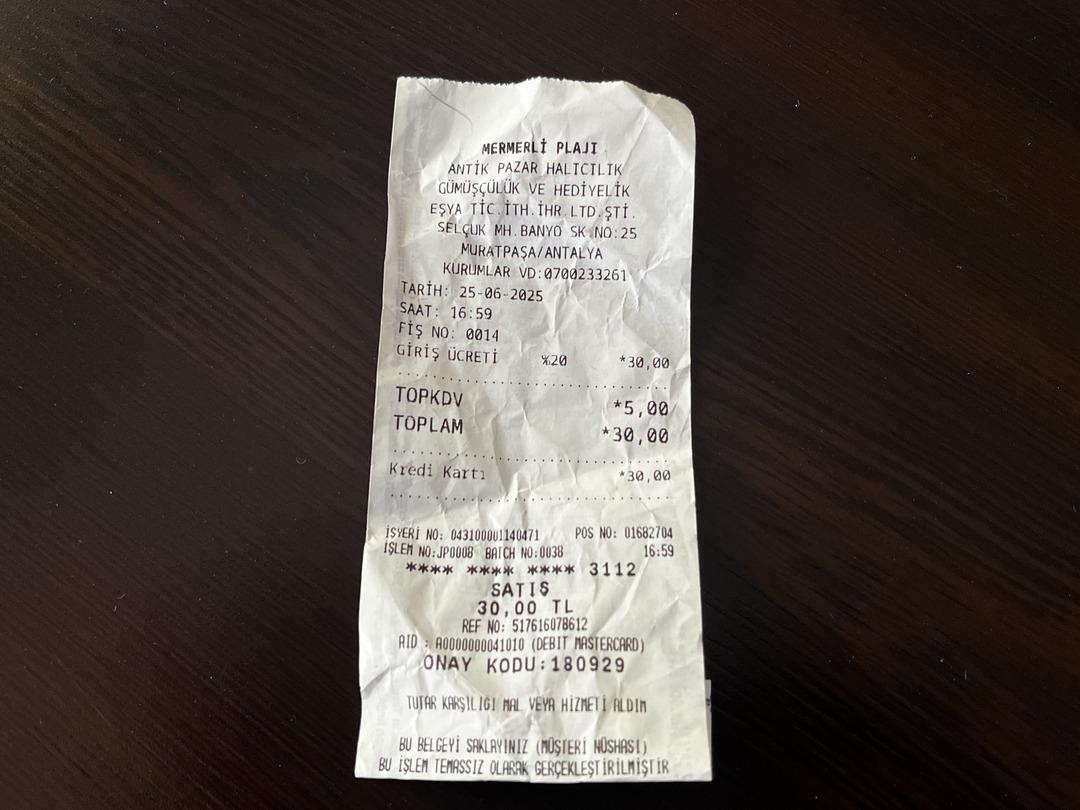 MERMERLİ PLAJI
ANTİK PAZAR HALICILIK
GÜMÜŞÇÜLÜK VE HEDİYELİK
EŞYA TİC.İTH.İHR.LTD.ŞTİ.
SELÇUK MH.BANYO SK.NO:25
MURATPAŞA/ANTALYA
KURUMLAR VD:0700233261
TARİH: 25-06-2025
SAAT: 16:59
FİŞ NO: 0014
GİRİŞ ÜCRETİ %20 *30,00
TOPKDV *5,00
TOPLAM *30,00
Kredi Kartı *30,00
İŞYERİ NO: 043100001140471 POS NO: 01682704
İŞLEM NO:JP0008 BATCH NO:0038 16:59
**** **** **** 3112
SATIŞ
30,00 TL
REF NO: 517616078612
AID : A0000000041010 (DEBIT MASTERCARD)
ONAY KODU:180929
TUTAR KARŞILIĞI MAL VEYA HİZMETİ ALDIM
BU BELGEYİ SAKLAYINIZ (MÜŞTERİ NÜSHASI)
BU İŞLEM TEMASSIZ OLARAK GERÇEKLEŞTİRİLMİŞTİR